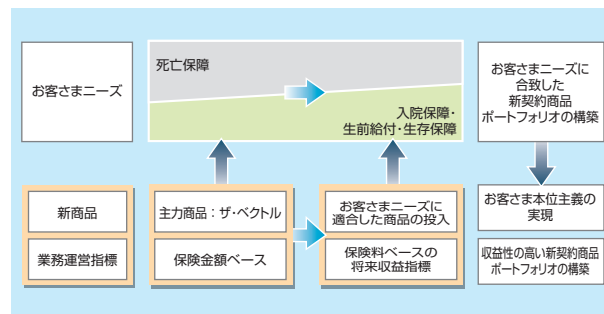 お客さまニーズ
死亡保障
入院保障・
生前給付・生存保障
お客さまニーズに
合致した
新契約商品
ポートフォリオの構築
新商品
業務運営指標
主力商品：ザ・ベクトル
保険金額ベース
お客さまニーズに
適合した商品の投入
保険料ベースの
将来収益指標
お客さま本位主義の
実現
収益性の高い新契約商品
ポートフォリオの構築